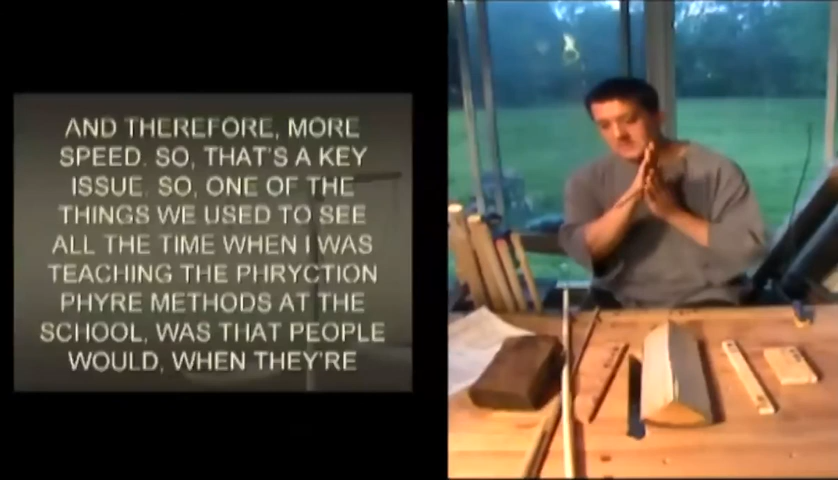 AND THEREFORE, MORE
SPEED. SO, THAT'S A KEY
ISSUE. SO, ONE OF THE
THINGS WE USED TO SEE
ALL THE TIME WHEN I WAS
TEACHING THE PHRYCTION
PHYRE METHODS AT THE
SCHOOL, WAS THAT PEOPLE
WOULD, WHEN THEY'RE